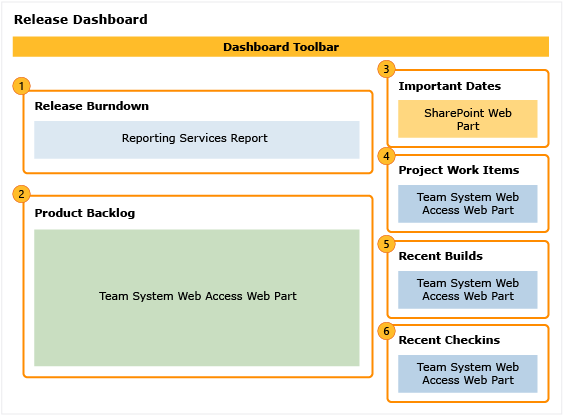 Release Dashboard
Dashboard Toolbar
1
Release Burndown
Reporting Services Report
2
Product Backlog
Team System Web Access Web Part
3
Important Dates
SharePoint Web
Part
4
Project Work Items
Team System Web
Access Web Part
5
Recent Builds
Team System Web
Access Web Part
6
Recent Checkins
Team System Web
Access Web Part